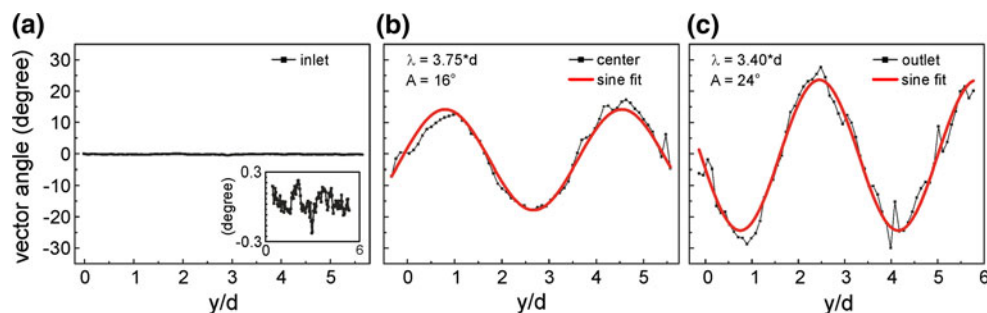 (a)
inlet
30
20
10
0
-10
-20
-30
vector angle (degree)
0.3
-0.3
(degree)
0 6
0 1 2 3 4 5
y/d
(b)
λ = 3.75*d
A = 16°
center
sine fit
0 1 2 3 4 5
y/d
(c)
λ = 3.40*d
A = 24°
outlet
sine fit
0 1 2 3 4 5 6
y/d